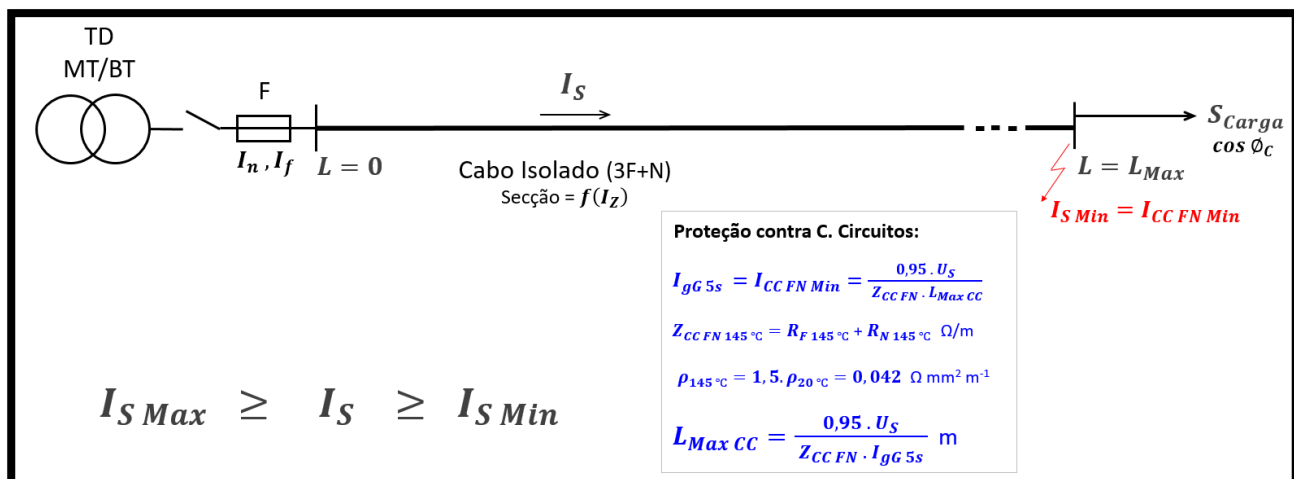 TD
MT/BT
F
I_n , I_f
L = 0
I_S
Cabo Isolado (3F+N)
Secção = f(I_Z)
S_Carga
cos ∅_C
L = L_Max
I_S Min = I_CC FN Min
Proteção contra C. Circuitos:
I_gG 5s = I_CC FN Min = 0,95 . U_S / Z_CC FN . L_Max CC
Z_CC FN 145 °C = R_F 145 °C + R_N 145 °C Ω/m
ρ_145 °C = 1,5. ρ_20 °C = 0,042 Ω mm² m⁻¹
L_Max CC = 0,95 . U_S / Z_CC FN . I_gG 5s m
I_S Max ≥ I_S ≥ I_S Min